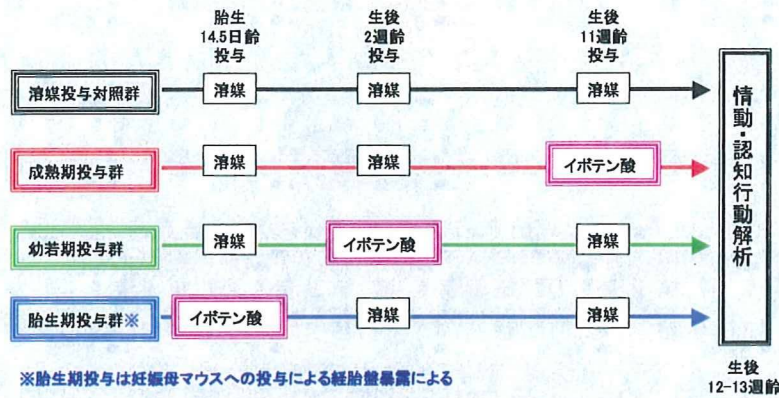 胎生
14.5日齢
投与
生後
2週齢
投与
生後
11週齢
投与
溶媒投与対照群
溶媒
溶媒
溶媒
成熟期投与群
溶媒
溶媒
イボテン酸
幼若期投与群
溶媒
イボテン酸
溶媒
胎生期投与群※
イボテン酸
溶媒
溶媒
情動・認知行動解析
生後
12-13週齢
※胎生期投与は妊娠母マウスへの投与による経胎盤暴露による